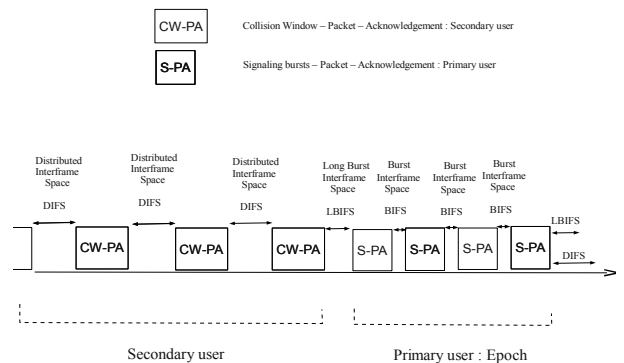 CW-PA Collision Window – Packet – Acknowledgement : Secondary user
S-PA Signaling bursts – Packet – Acknowledgement : Primary user
Distributed
Interframe
Space
DIFS
Distributed
Interframe
Space
DIFS
Distributed
Interframe
Space
DIFS
Long Burst
Interframe
Space
LBIFS
Burst
Interframe
Space
BIFS
Burst
Interframe
Space
BIFS
Burst
Interframe
Space
BIFS
LBIFS
DIFS
CW-PA
CW-PA
CW-PA
S-PA
S-PA
S-PA
S-PA
Secondary user
Primary user : Epoch